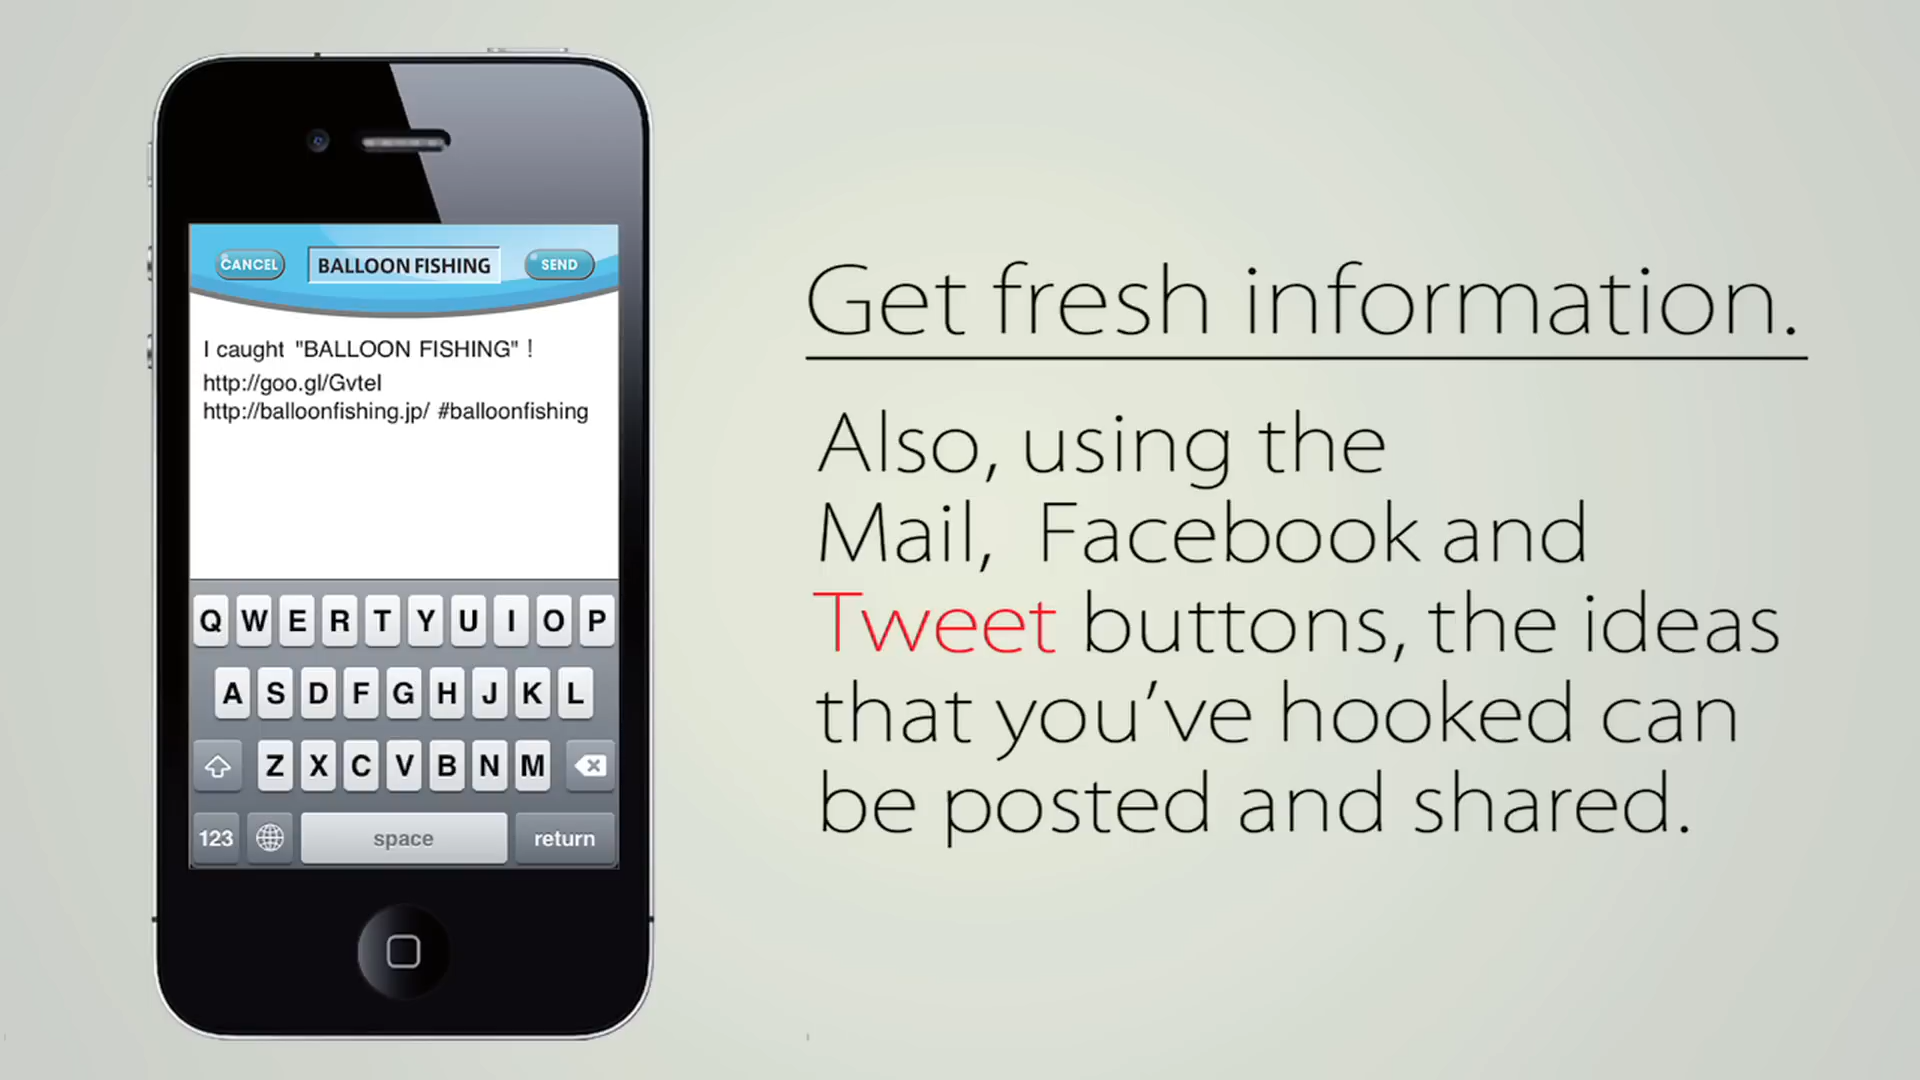 CANCEL BALLOON FISHING SEND
I caught "BALLOON FISHING" !
http://goo.gl/Gvtel
http://balloonfishing.jp/ #balloonfishing
Q W E R T Y U I O P
A S D F G H J K L
Z X C V B N M
123 space return
Get fresh information.
Also, using the
Mail, Facebook and
Tweet buttons, the ideas
that you've hooked can
be posted and shared.